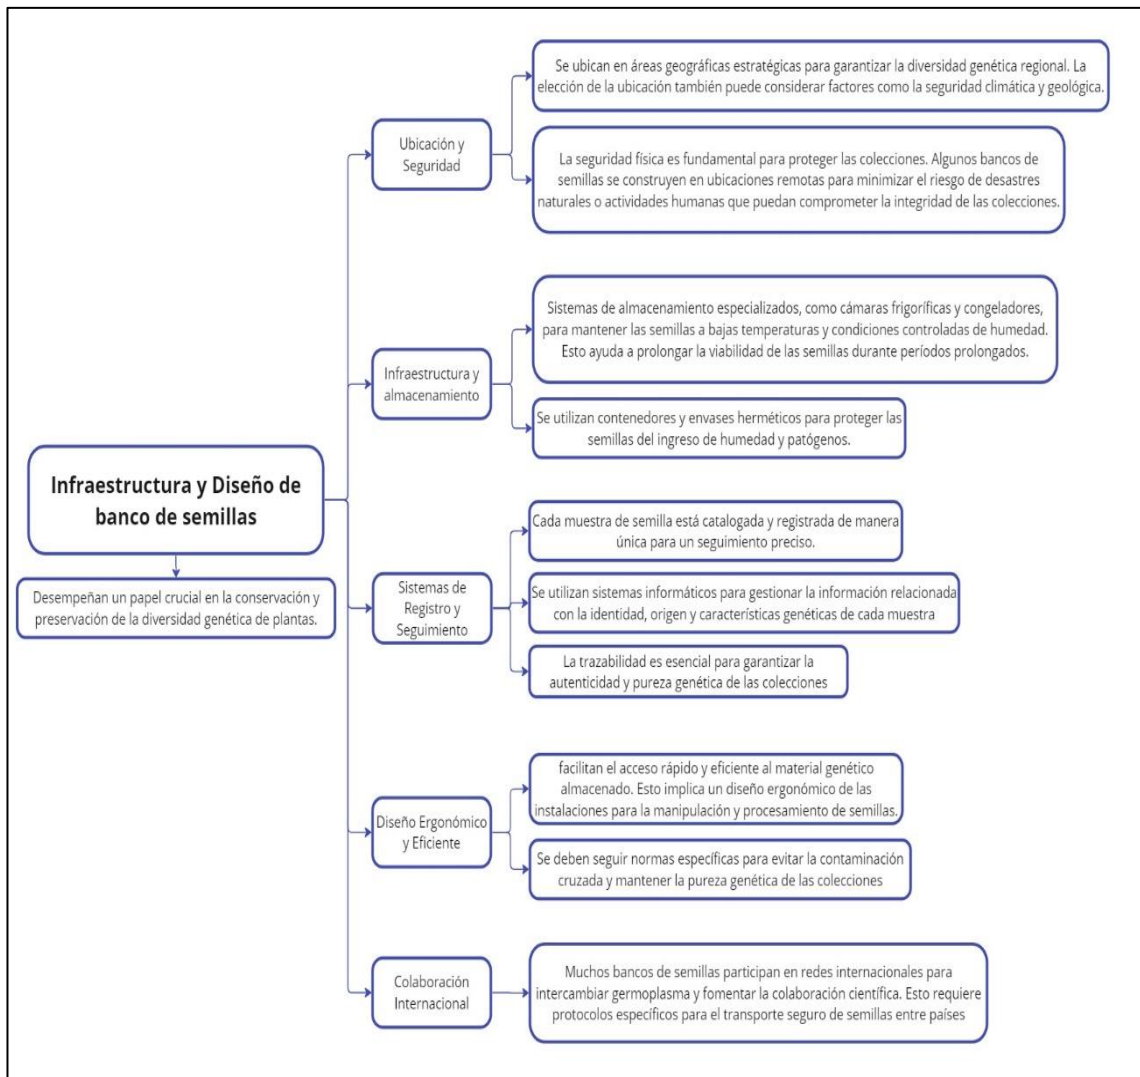 Infraestructura y Diseño de
banco de semillas
Desempeñan un papel crucial en la conservación y
preservación de la diversidad genética de plantas.
Ubicación y
Seguridad
Se ubican en áreas geográficas estratégicas para garantizar la diversidad genética regional. La
elección de la ubicación también puede considerar factores como la seguridad climática y geológica.
La seguridad física es fundamental para proteger las colecciones. Algunos bancos de
semillas se construyen en ubicaciones remotas para minimizar el riesgo de desastres
naturales o actividades humanas que puedan comprometer la integridad de las colecciones.
Infraestructura y
almacenamiento
Sistemas de almacenamiento especializados, como cámaras frigoríficas y congeladores,
para mantener las semillas a bajas temperaturas y condiciones controladas de humedad.
Esto ayuda a prolongar la viabilidad de las semillas durante períodos prolongados.
Se utilizan contenedores y envases herméticos para proteger las
semillas del ingreso de humedad y patógenos.
Sistemas de
Registro y
Seguimiento
Cada muestra de semilla está catalogada y registrada de manera
única para un seguimiento preciso.
Se utilizan sistemas informáticos para gestionar la información relacionada
con la identidad, origen y características genéticas de cada muestra
La trazabilidad es esencial para garantizar la
autenticidad y pureza genética de las colecciones
Diseño Ergonómico
y Eficiente
facilitan el acceso rápido y eficiente al material genético
almacenado. Esto implica un diseño ergonómico de las
instalaciones para la manipulación y procesamiento de semillas.
Se deben seguir normas específicas para evitar la contaminación
cruzada y mantener la pureza genética de las colecciones
Colaboración
Internacional
Muchos bancos de semillas participan en redes internacionales para
intercambiar germoplasma y fomentar la colaboración científica. Esto requiere
protocolos específicos para el transporte seguro de semillas entre países